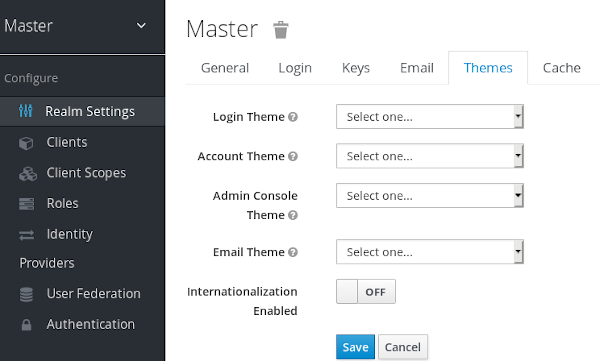 Master
Configure
Realm Settings
Clients
Client Scopes
Roles
Identity
Providers
User Federation
Authentication
Master
General Login Keys Email Themes Cache
Login Theme ? Select one...
Account Theme ? Select one...
Admin Console
Theme ? Select one...
Email Theme ? Select one...
Internationalization
Enabled OFF
Save Cancel